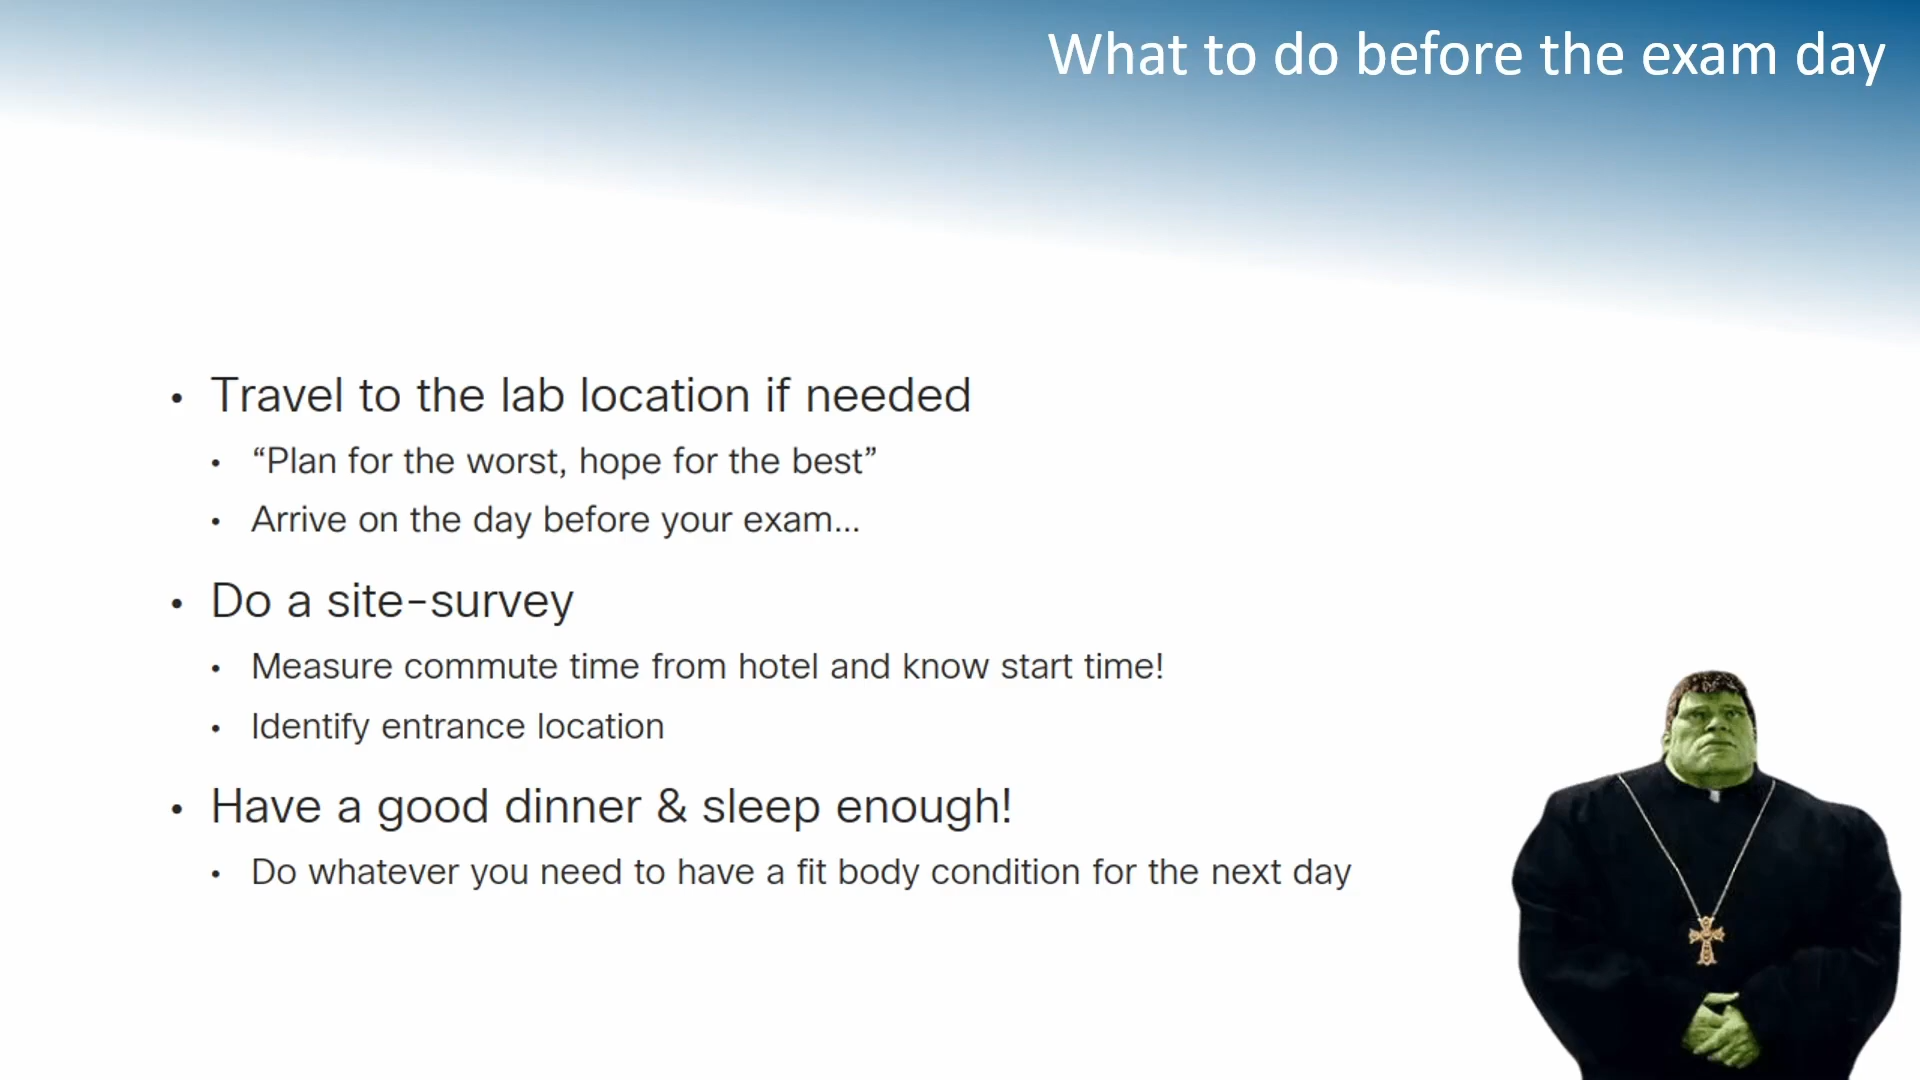 What to do before the exam day
• Travel to the lab location if needed
• “Plan for the worst, hope for the best”
• Arrive on the day before your exam...
• Do a site-survey
• Measure commute time from hotel and know start time!
• Identify entrance location
• Have a good dinner & sleep enough!
• Do whatever you need to have a fit body condition for the next day